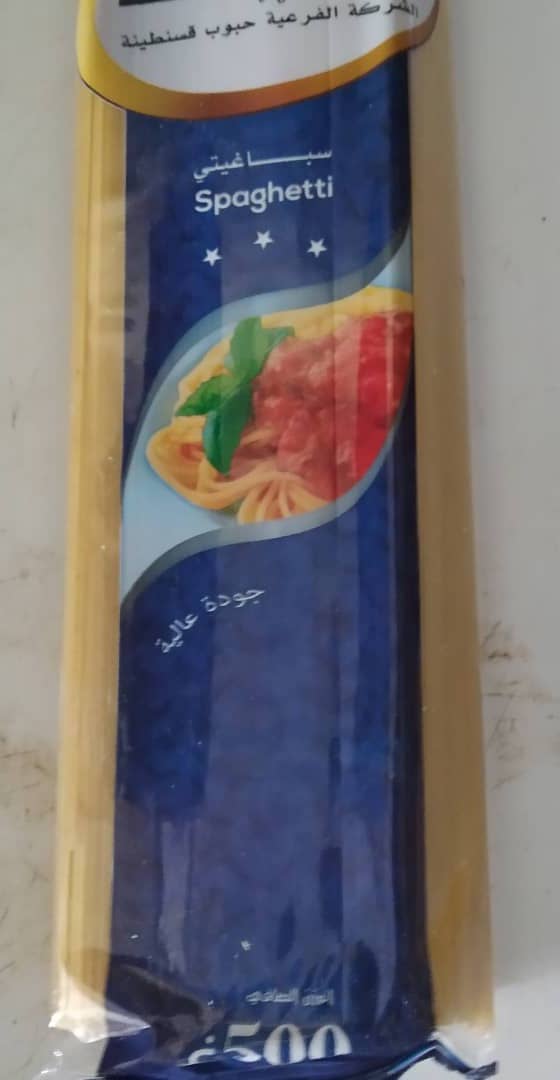 الشركة الفرعية حبوب قسنطينة
سباغيتي
Spaghetti
جودة عالية
الوزن الصافي
500غ